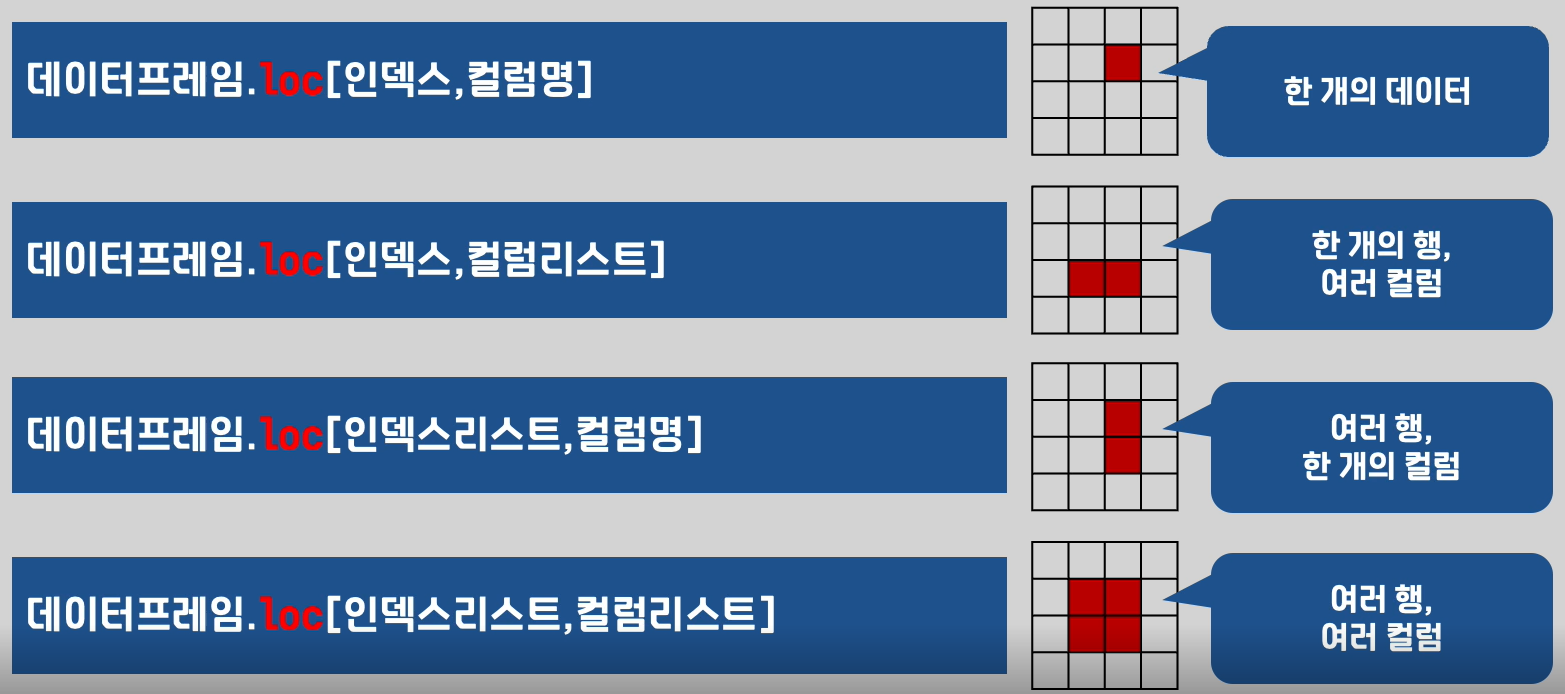 데이터프레임.loc[인덱스,컬럼명]
한 개의 데이터
데이터프레임.loc[인덱스,컬럼리스트]
한 개의 행,
여러 컬럼
데이터프레임.loc[인덱스리스트,컬럼명]
여러 행,
한 개의 컬럼
데이터프레임.loc[인덱스리스트,컬럼리스트]
여러 행,
여러 컬럼